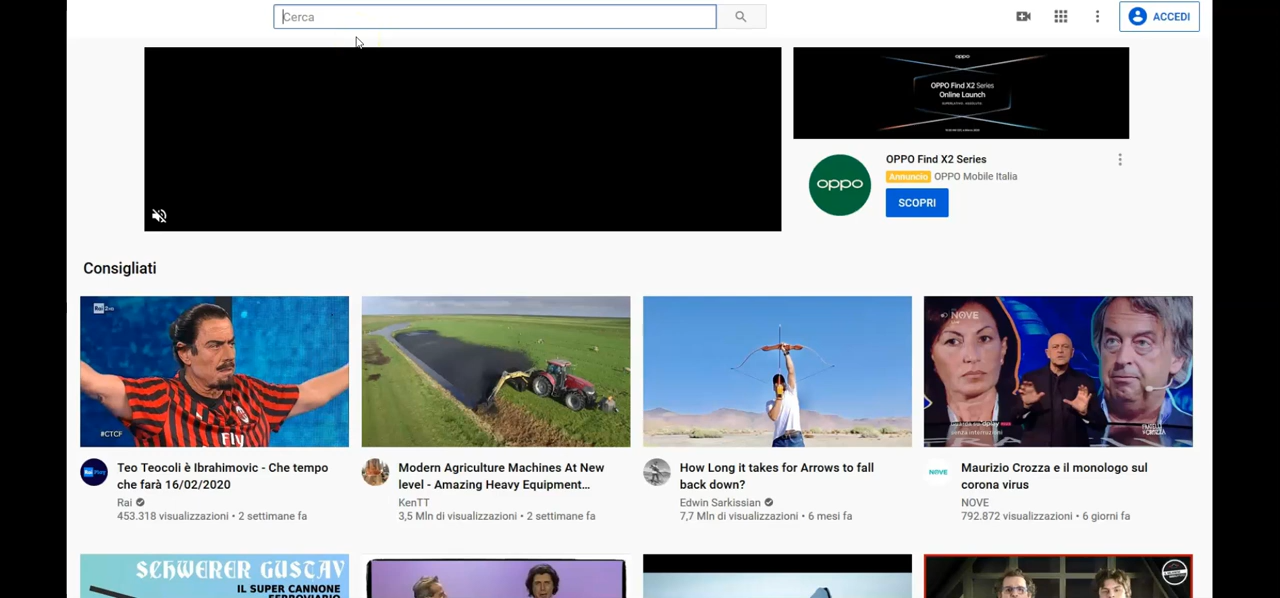 Cerca
ACCEDI
oppo
OPPO Find X2 Series
Online Launch
OPPO Find X2 Series
oppo
Annuncio OPPO Mobile Italia
SCOPRI
Consigliati
Rai 2
#CTCF
Fly
NOVE
Teo Teocoli è Ibrahimovic - Che tempo
che farà 16/02/2020
Rai
453.318 visualizzazioni • 2 settimane fa
Modern Agriculture Machines At New
level - Amazing Heavy Equipment...
KenTT
3,5 Mln di visualizzazioni • 2 settimane fa
How Long it takes for Arrows to fall
back down?
Edwin Sarkissian
7,7 Mln di visualizzazioni • 6 mesi fa
NOVE
Maurizio Crozza e il monologo sul
corona virus
NOVE
792.872 visualizzazioni • 6 giorni fa
SCHWERER GUSTAV
IL SUPER CANNONE
FERROVIARIO